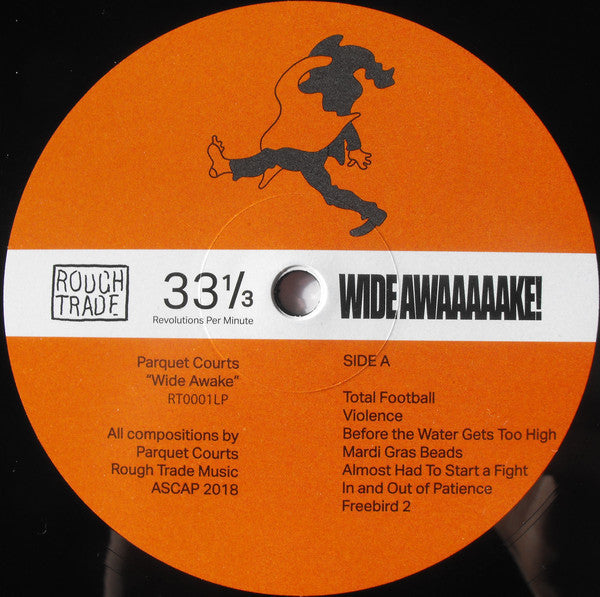 ROUGH
TRADE
33⅓
Revolutions Per Minute
WIDE AWAAAAAKE!
Parquet Courts
"Wide Awake"
RT0001LP
All compositions by
Parquet Courts
Rough Trade Music
ASCAP 2018
SIDE A
Total Football
Violence
Before the Water Gets Too High
Mardi Gras Beads
Almost Had To Start a Fight
In and Out of Patience
Freebird 2